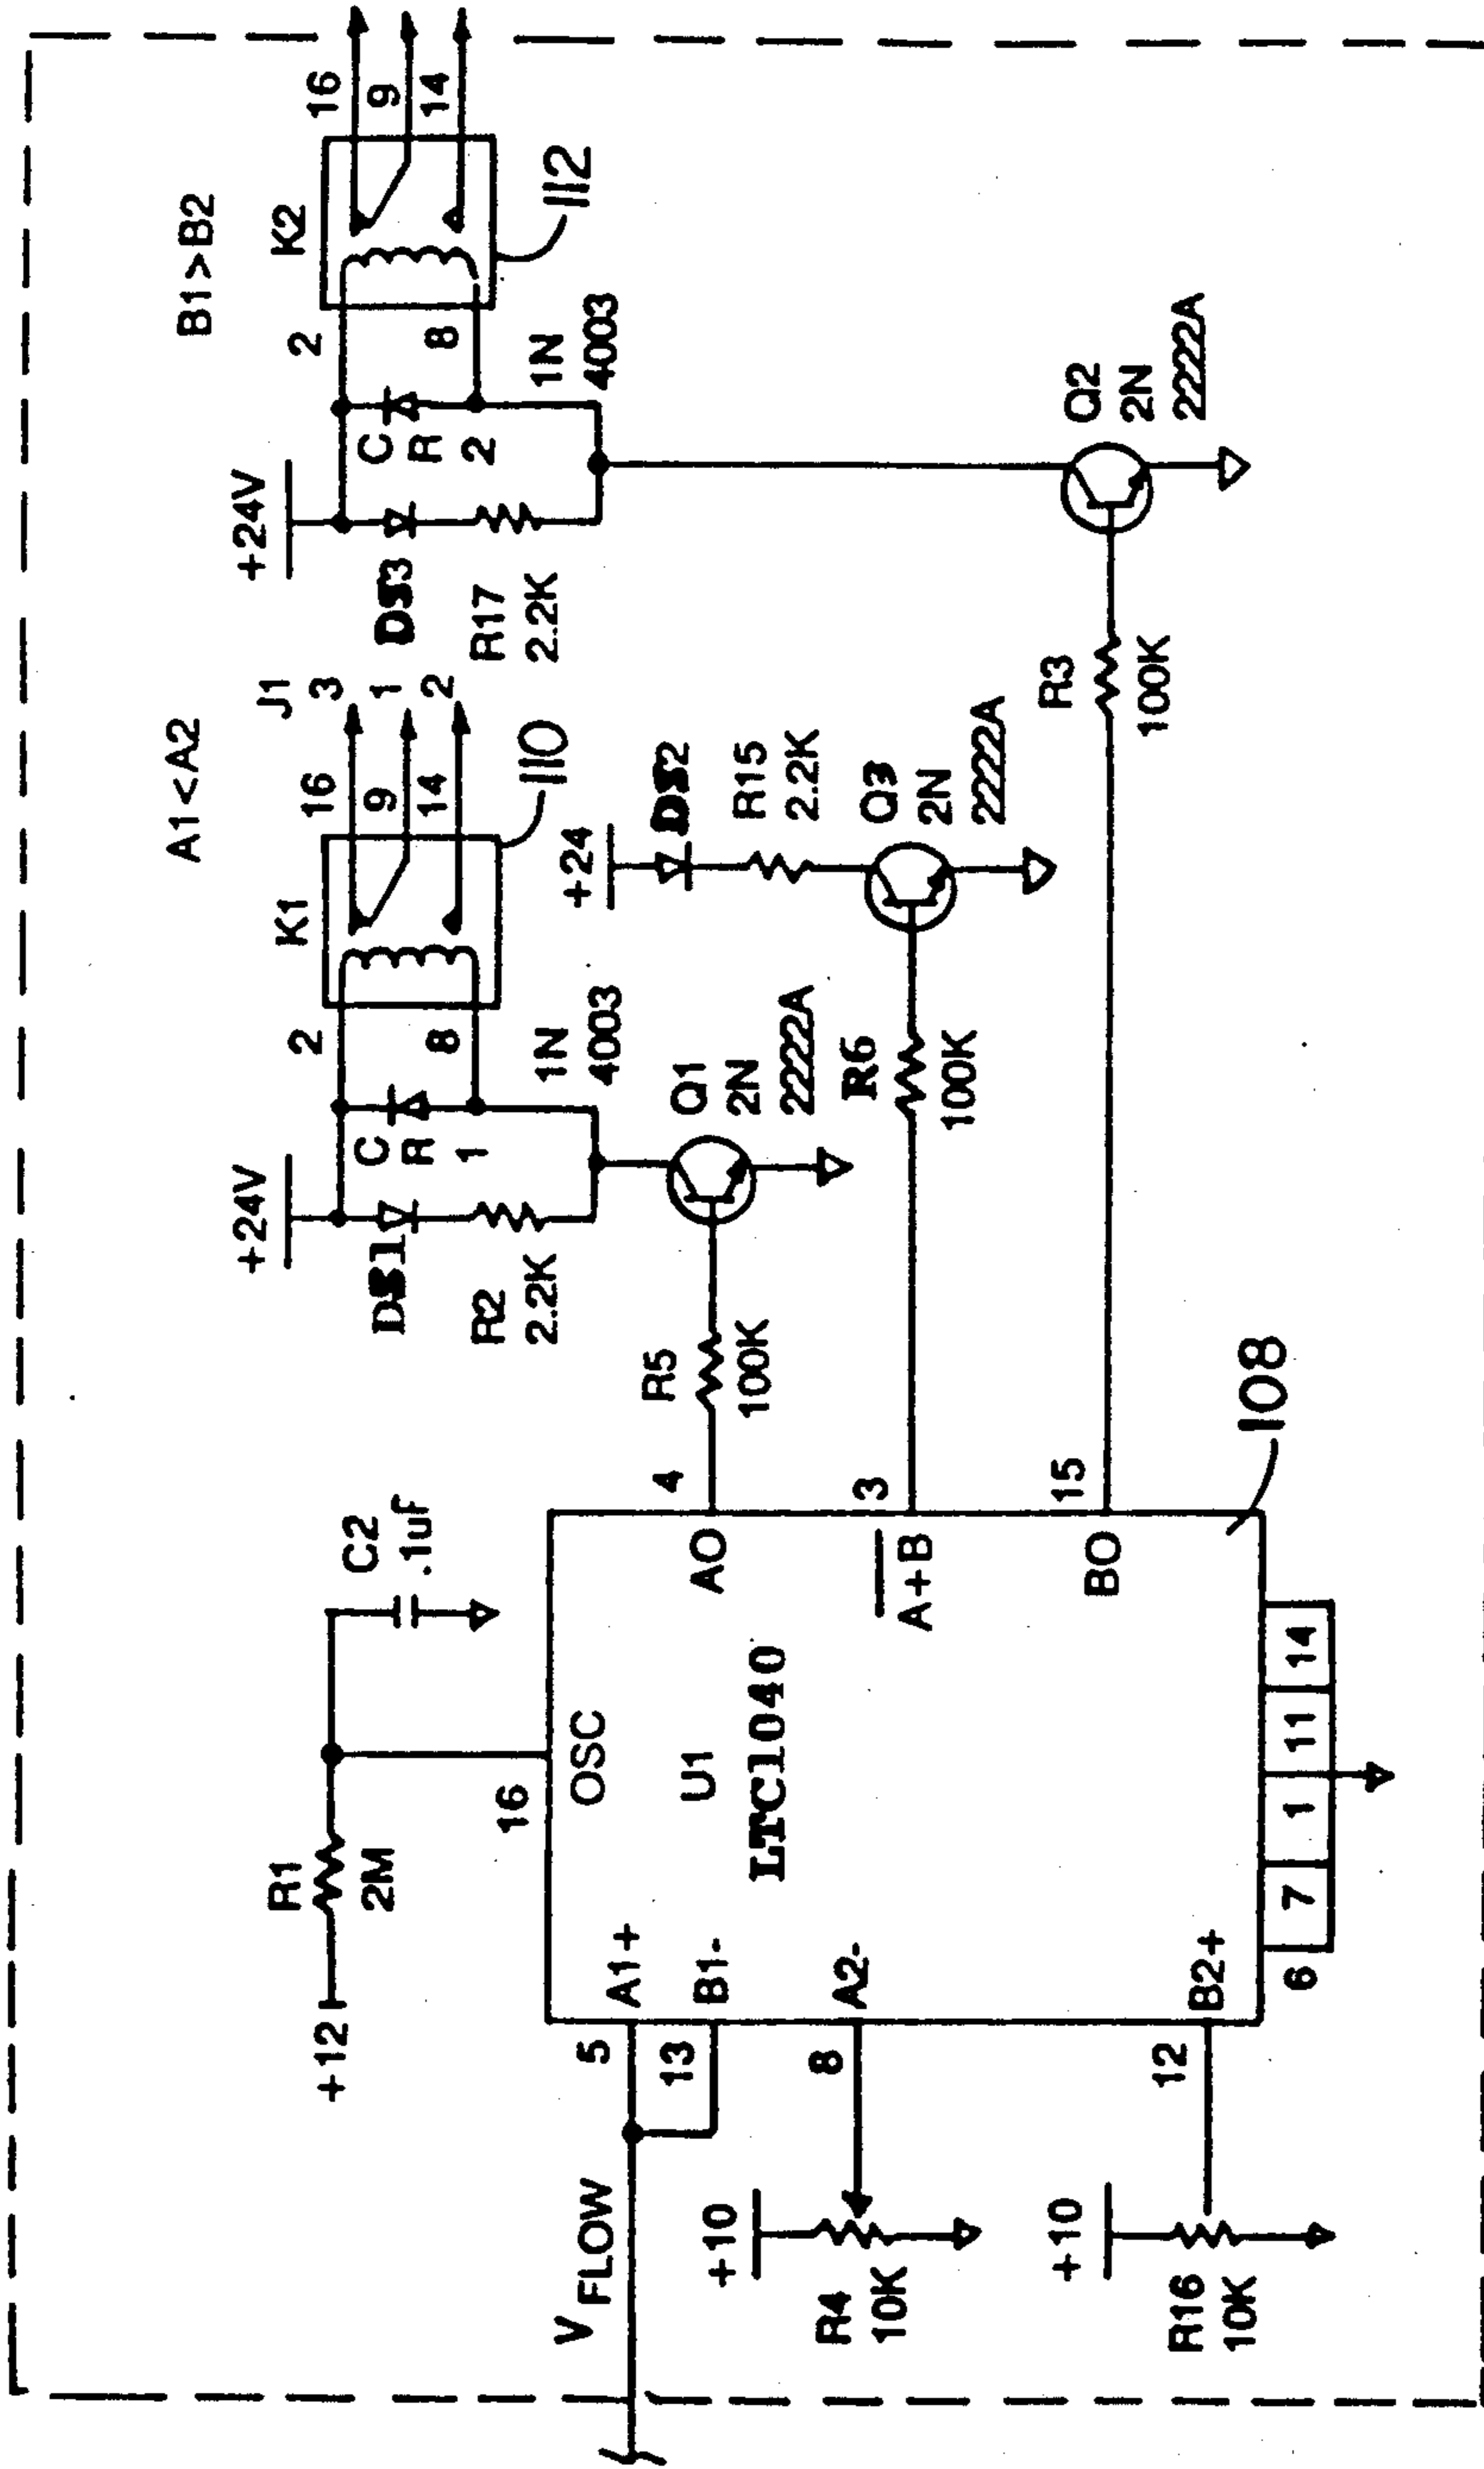 B1>B2
A1<A2
J1
K2
16
9
14
112
2
8
1N
4003
+24V
C
R
2
DS3
R17
2.2K
Q2
2N
2222A
R3
100K
K1
16
9
14
3
1
2
110
2
8
1N
4003
+24V
C
R
1
DS1
R2
2.2K
Q1
2N
2222A
R5
100K
+24
DS2
R15
2.2K
Q3
2N
2222A
R6
100K
+12
R1
2M
C2
.1uf
16
OSC
U1
LTC1040
108
4
AO
3
A+B
15
BO
5
A1+
13
B1-
8
A2-
12
B2+
6
7
1
11
14
V FLOW
+10
R4
10K
+10
R16
10K